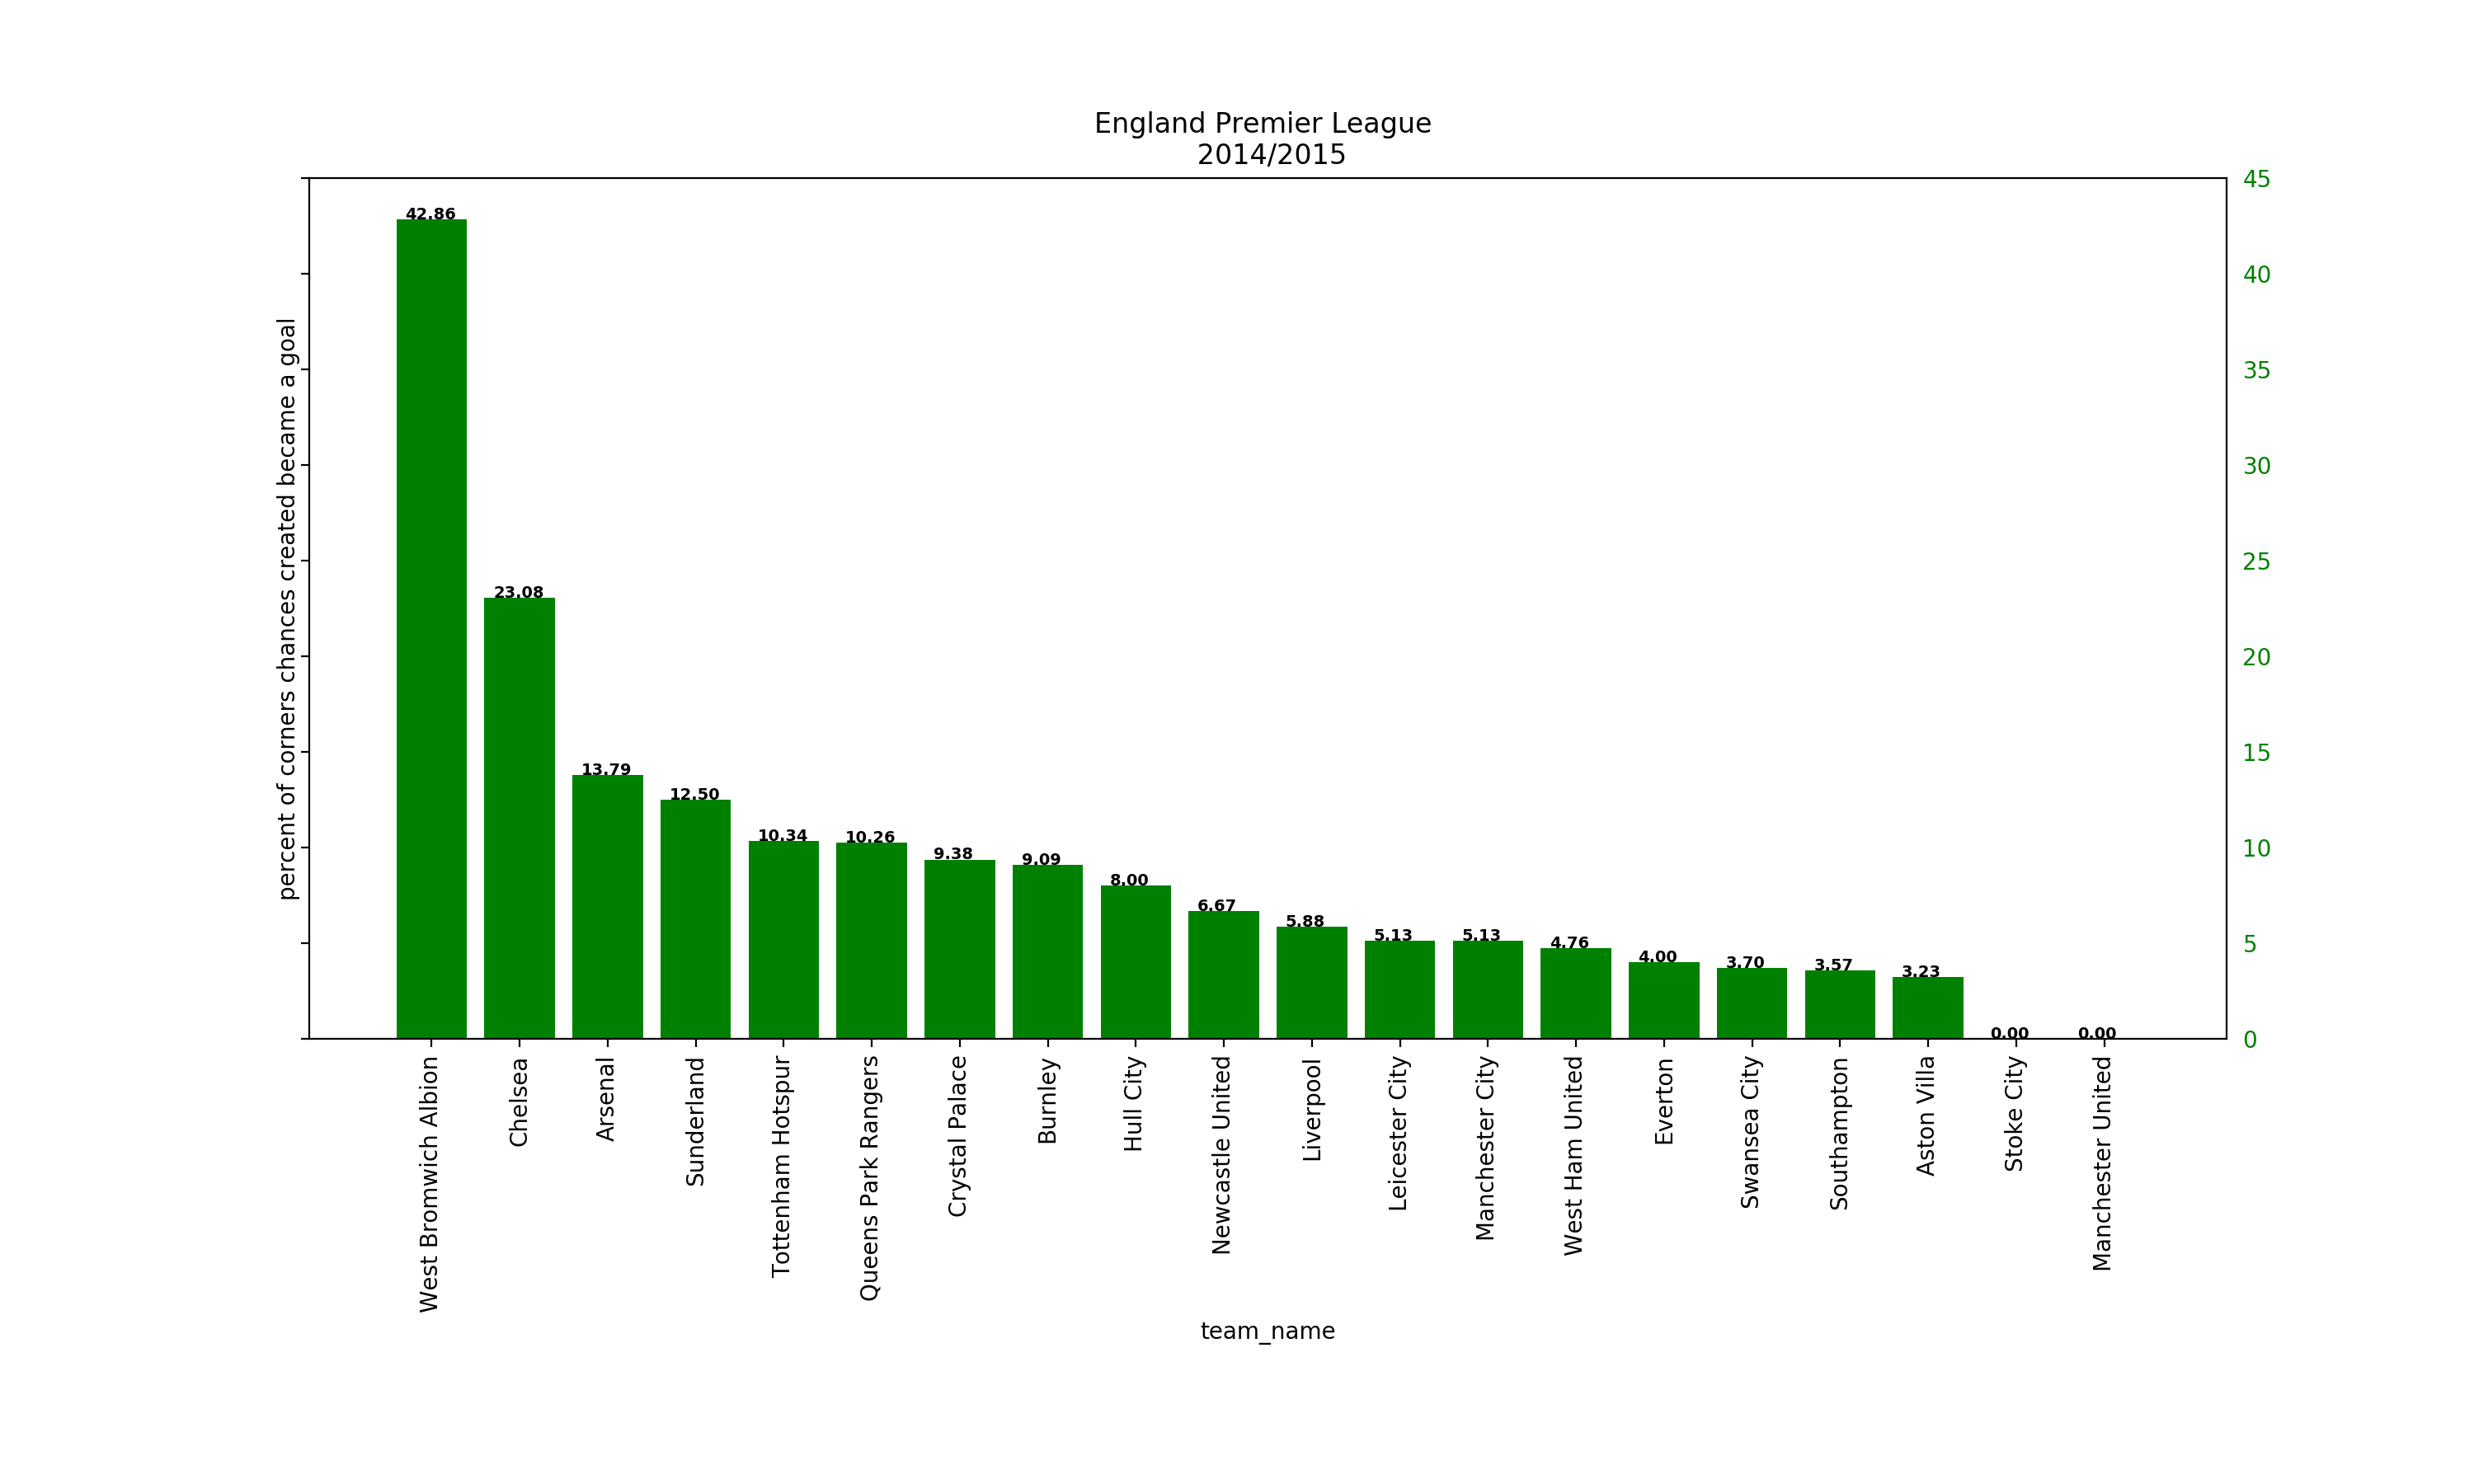 England Premier League
2014/2015
percent of corners chances created became a goal
45
40
35
30
25
20
15
10
5
0
42.86
23.08
13.79
12.50
10.34
10.26
9.38
9.09
8.00
6.67
5.88
5.13
5.13
4.76
4.00
3.70
3.57
3.23
0.00
0.00
West Bromwich Albion
Chelsea
Arsenal
Sunderland
Tottenham Hotspur
Queens Park Rangers
Crystal Palace
Burnley
Hull City
Newcastle United
Liverpool
Leicester City
Manchester City
West Ham United
Everton
Swansea City
Southampton
Aston Villa
Stoke City
Manchester United
team_name